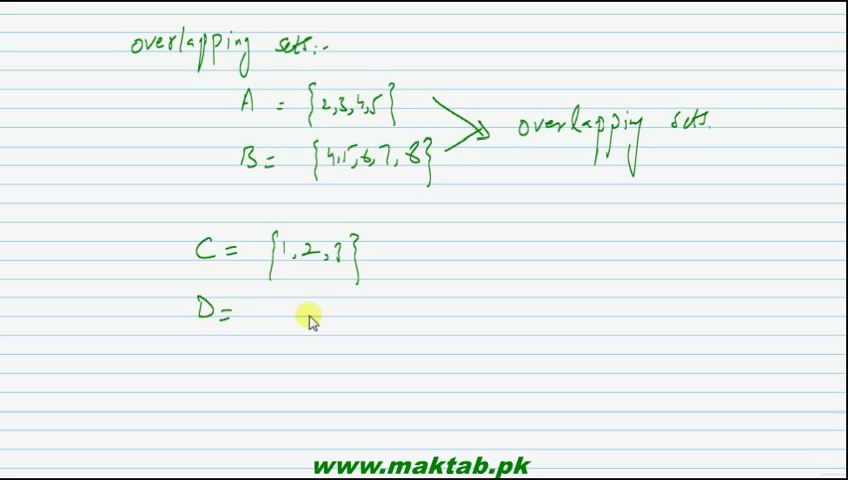 overlapping sets:-
A = {2,3,4,5}
B = {4,5,6,7,8}
overlapping sets.
C = {1,2,3}
D =
www.maktab.pk